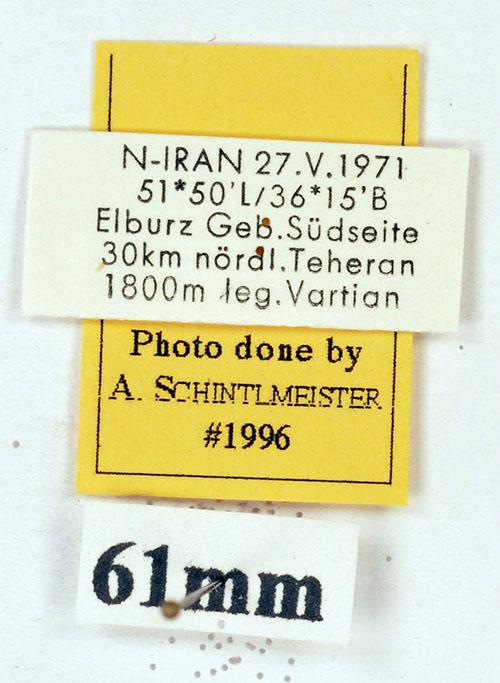 N-IRAN 27.V.1971
51*50'L/36*15'B
Elburz Geb.Südseite
30km nördl.Teheran
1800m leg.Vartian
Photo done by
A. SCHINTLMEISTER
#1996
61mm